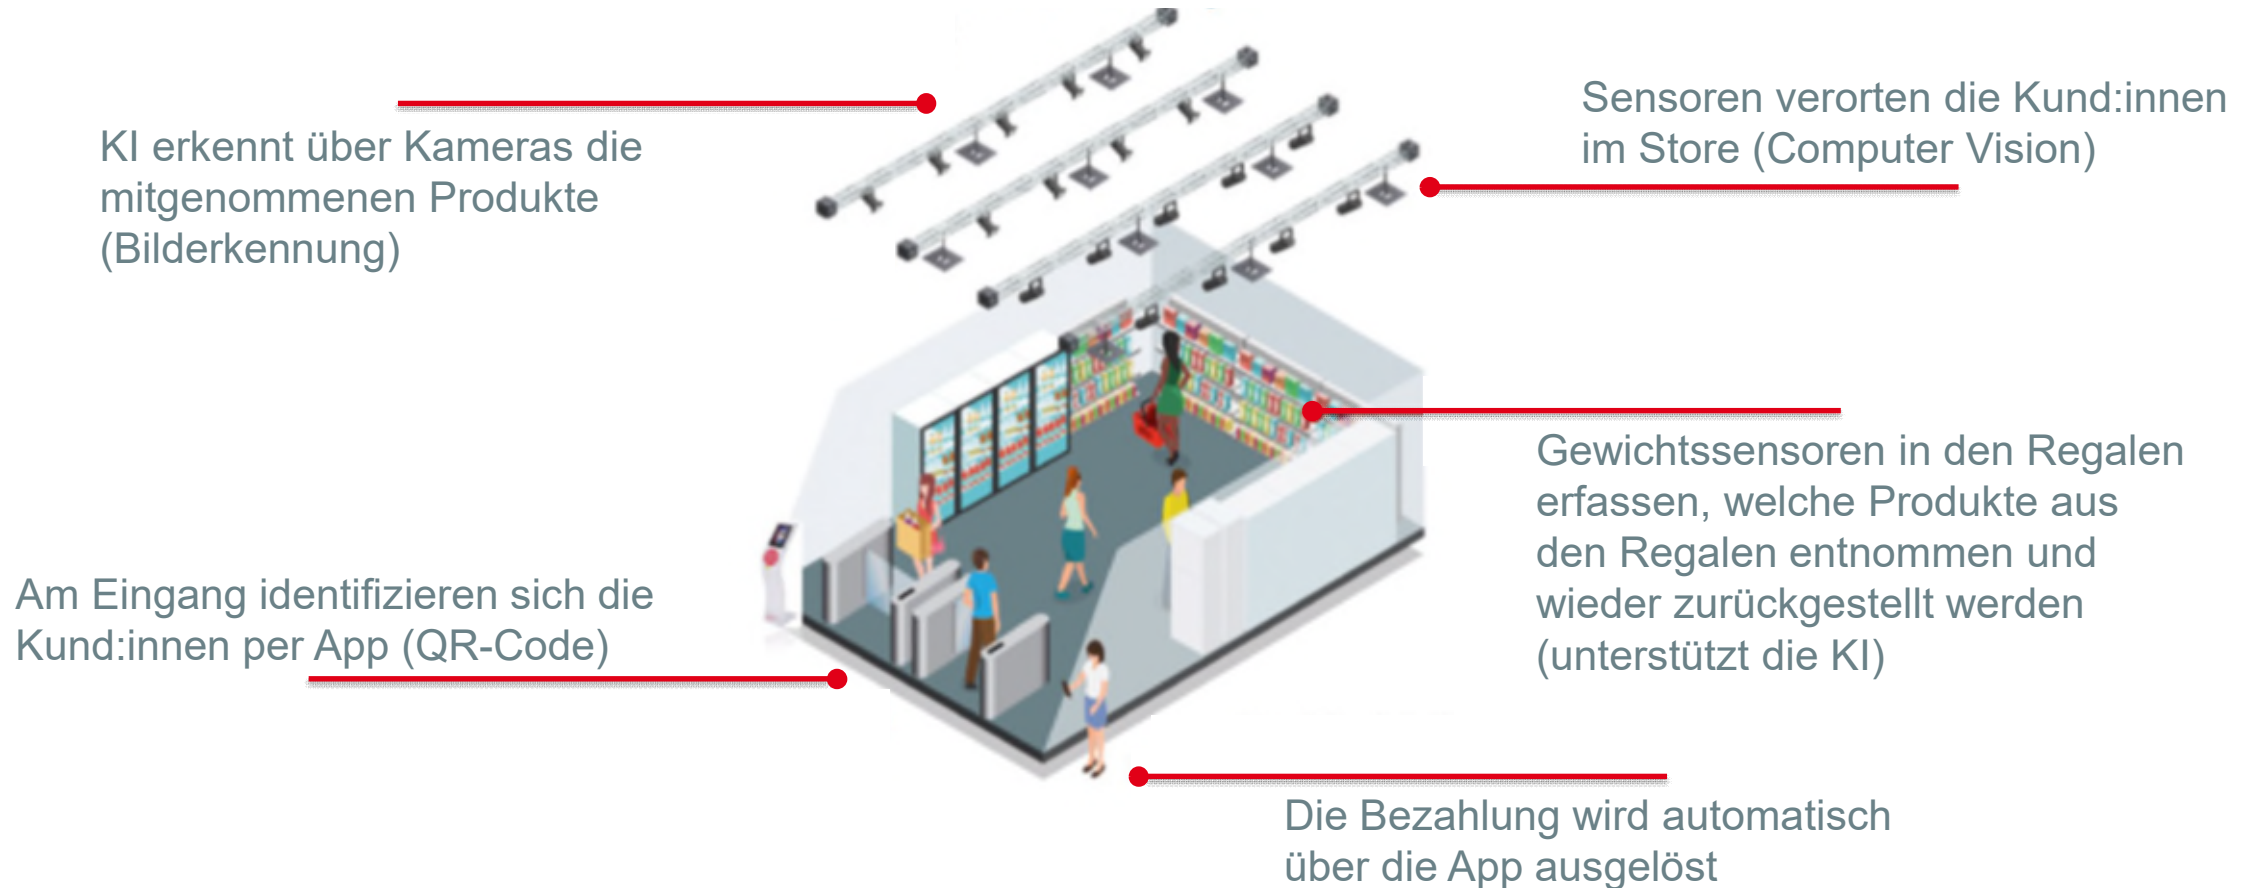 KI erkennt über Kameras die
mitgenommenen Produkte
(Bilderkennung)
Sensoren verorten die Kund:innen
im Store (Computer Vision)
Gewichtssensoren in den Regalen
erfassen, welche Produkte aus
den Regalen entnommen und
wieder zurückgestellt werden
(unterstützt die KI)
Am Eingang identifizieren sich die
Kund:innen per App (QR-Code)
Die Bezahlung wird automatisch
über die App ausgelöst